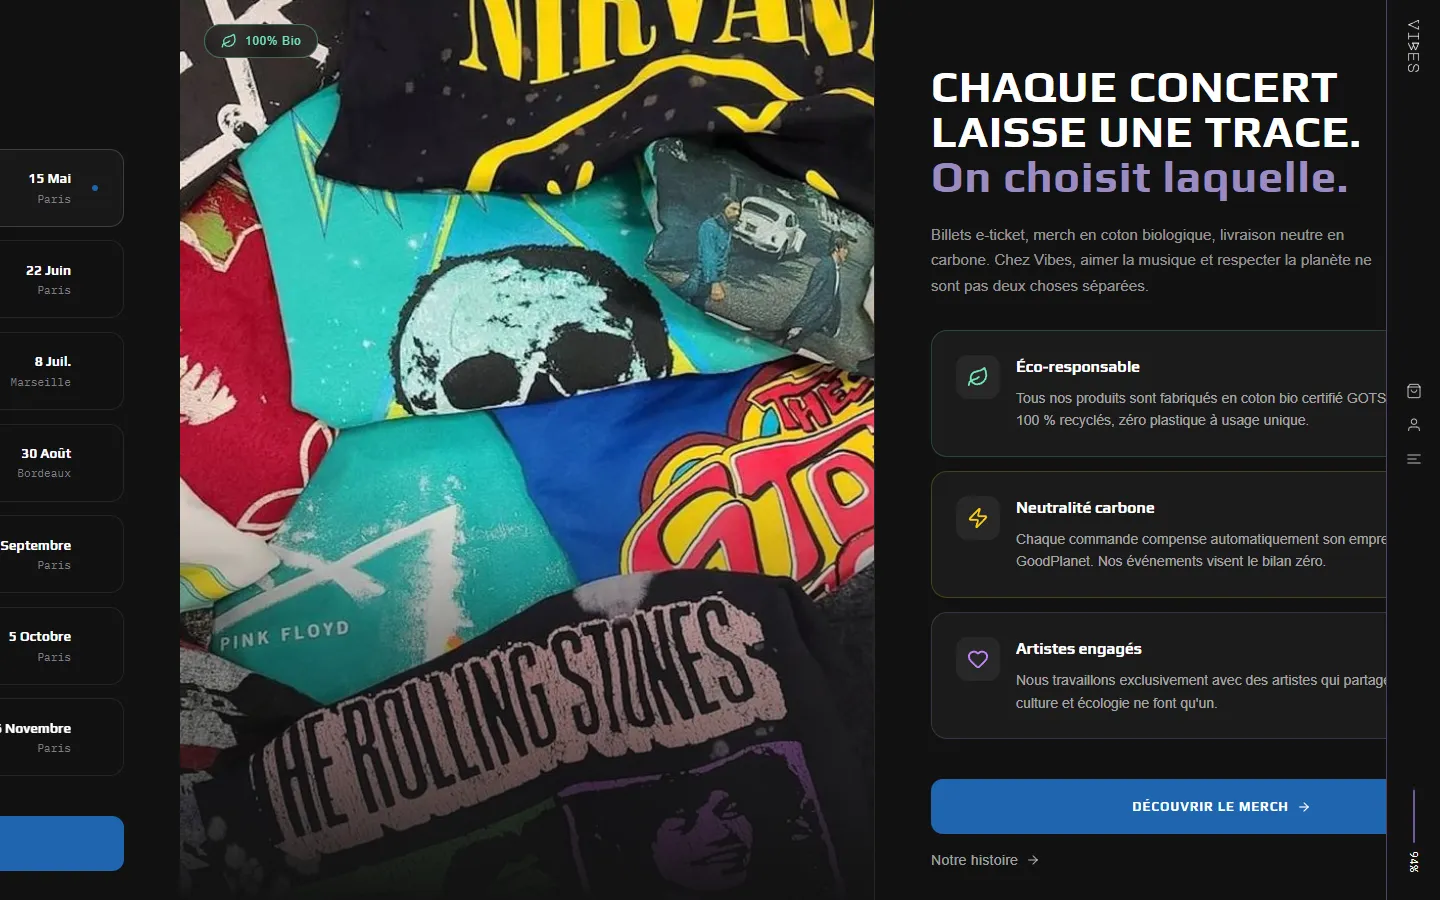 15 Mai
Paris
22 Juin
Paris
8 Juil.
Marseille
30 Août
Bordeaux
Septembre
Paris
5 Octobre
Paris
Novembre
Paris
100% Bio
NIRVANA
PINK FLOYD
THE ROLLING STONES
THE
CHAQUE CONCERT
LAISSE UNE TRACE.
On choisit laquelle.
Billets e-ticket, merch en coton biologique, livraison neutre en
carbone. Chez Vibes, aimer la musique et respecter la planète ne
sont pas deux choses séparées.
Éco-responsable
Tous nos produits sont fabriqués en coton bio certifié GOTS
100 % recyclés, zéro plastique à usage unique.
Neutralité carbone
Chaque commande compense automatiquement son empre
GoodPlanet. Nos événements visent le bilan zéro.
Artistes engagés
Nous travaillons exclusivement avec des artistes qui partage
culture et écologie ne font qu'un.
DÉCOUVRIR LE MERCH
Notre histoire
VIBES
94%